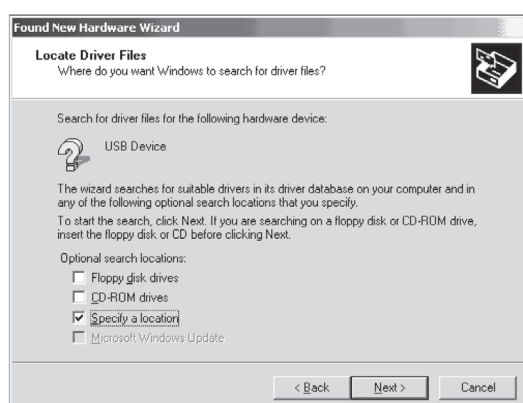 Found New Hardware Wizard
Locate Driver Files
Where do you want Windows to search for driver files?
Search for driver files for the following hardware device:
USB Device
The wizard searches for suitable drivers in its driver database on your computer and in
any of the following optional search locations that you specify.
To start the search, click Next. If you are searching on a floppy disk or CD-ROM drive,
insert the floppy disk or CD before clicking Next.
Optional search locations:
Floppy disk drives
CD-ROM drives
Specify a location
Microsoft Windows Update
< Back
Next >
Cancel